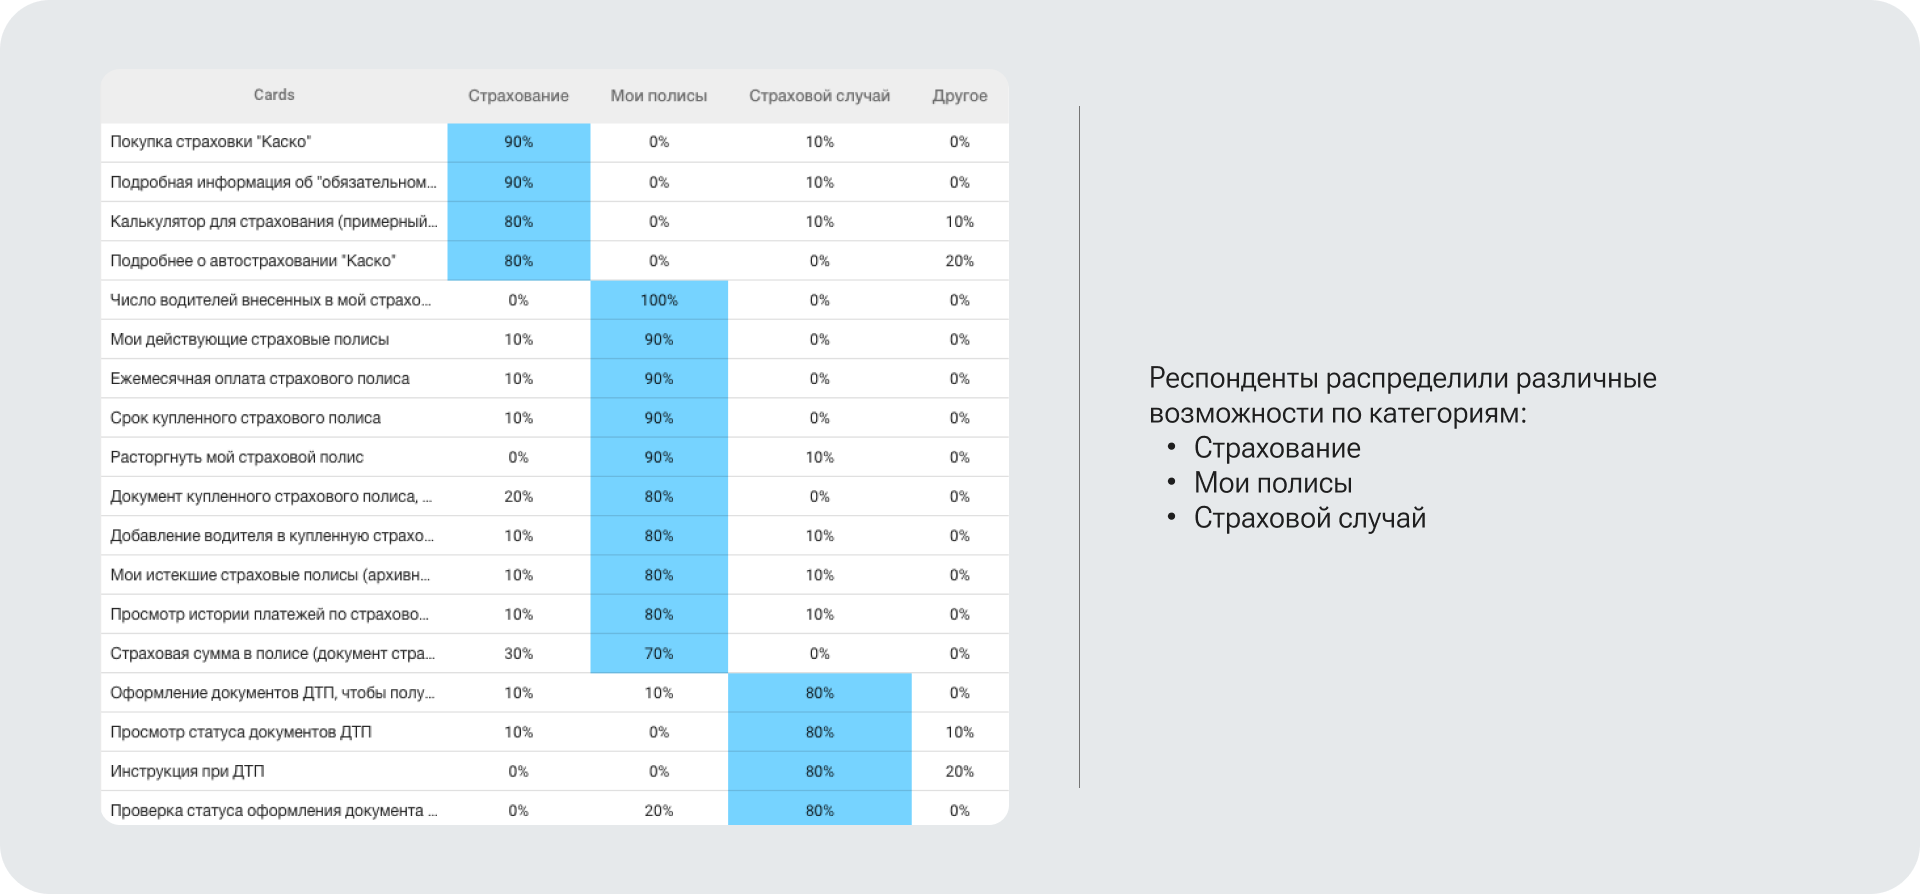 Cards Страхование Мои полисы Страховой случай Другое
Покупка страховки "Каско" 90% 0% 10% 0%
Подробная информация об "обязательном... 90% 0% 10% 0%
Калькулятор для страхования (примерный... 80% 0% 10% 10%
Подробнее о автостраховании "Каско" 80% 0% 0% 20%
Число водителей внесенных в мой страхо... 0% 100% 0% 0%
Мои действующие страховые полисы 10% 90% 0% 0%
Ежемесячная оплата страхового полиса 10% 90% 0% 0%
Срок купленного страхового полиса 10% 90% 0% 0%
Расторгнуть мой страховой полис 0% 90% 10% 0%
Документ купленного страхового полиса, ... 20% 80% 0% 0%
Добавление водителя в купленную страхо... 10% 80% 10% 0%
Мои истекшие страховые полисы (архивн... 10% 80% 10% 0%
Просмотр истории платежей по страхово... 10% 80% 10% 0%
Страховая сумма в полисе (документ стра... 30% 70% 0% 0%
Оформление документов ДТП, чтобы полу... 10% 10% 80% 0%
Просмотр статуса документов ДТП 10% 0% 80% 10%
Инструкция при ДТП 0% 0% 80% 20%
Проверка статуса оформления документа ... 0% 20% 80% 0%
Респонденты распределили различные
возможности по категориям:
• Страхование
• Мои полисы
• Страховой случай